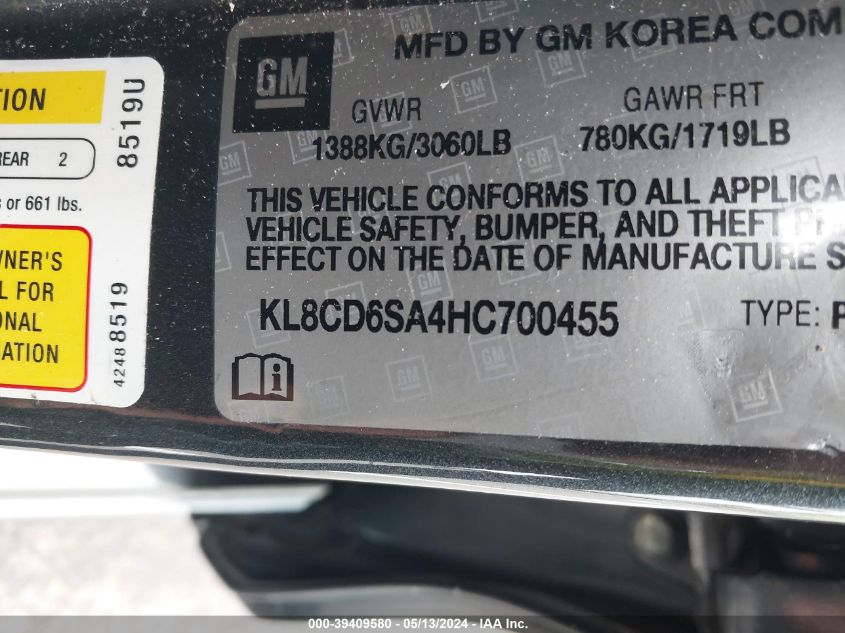 TION
REAR 2
or 661 lbs.
WNER'S
L FOR
ONAL
ATION
8519U
42488519
GM
MFD BY GM KOREA COM
GVWR
1388KG/3060LB
GAWR FRT
780KG/1719LB
THIS VEHICLE CONFORMS TO ALL APPLICA
VEHICLE SAFETY, BUMPER, AND THEFT
EFFECT ON THE DATE OF MANUFACTURE S
KL8CD6SA4HC700455
TYPE: P
000-39409580 - 05/13/2024 - IAA Inc.